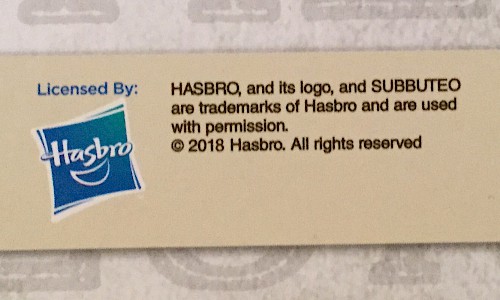 Licensed By:
Hasbro
HASBRO, and its logo, and SUBBUTEO
are trademarks of Hasbro and are used
with permission.
© 2018 Hasbro. All rights reserved